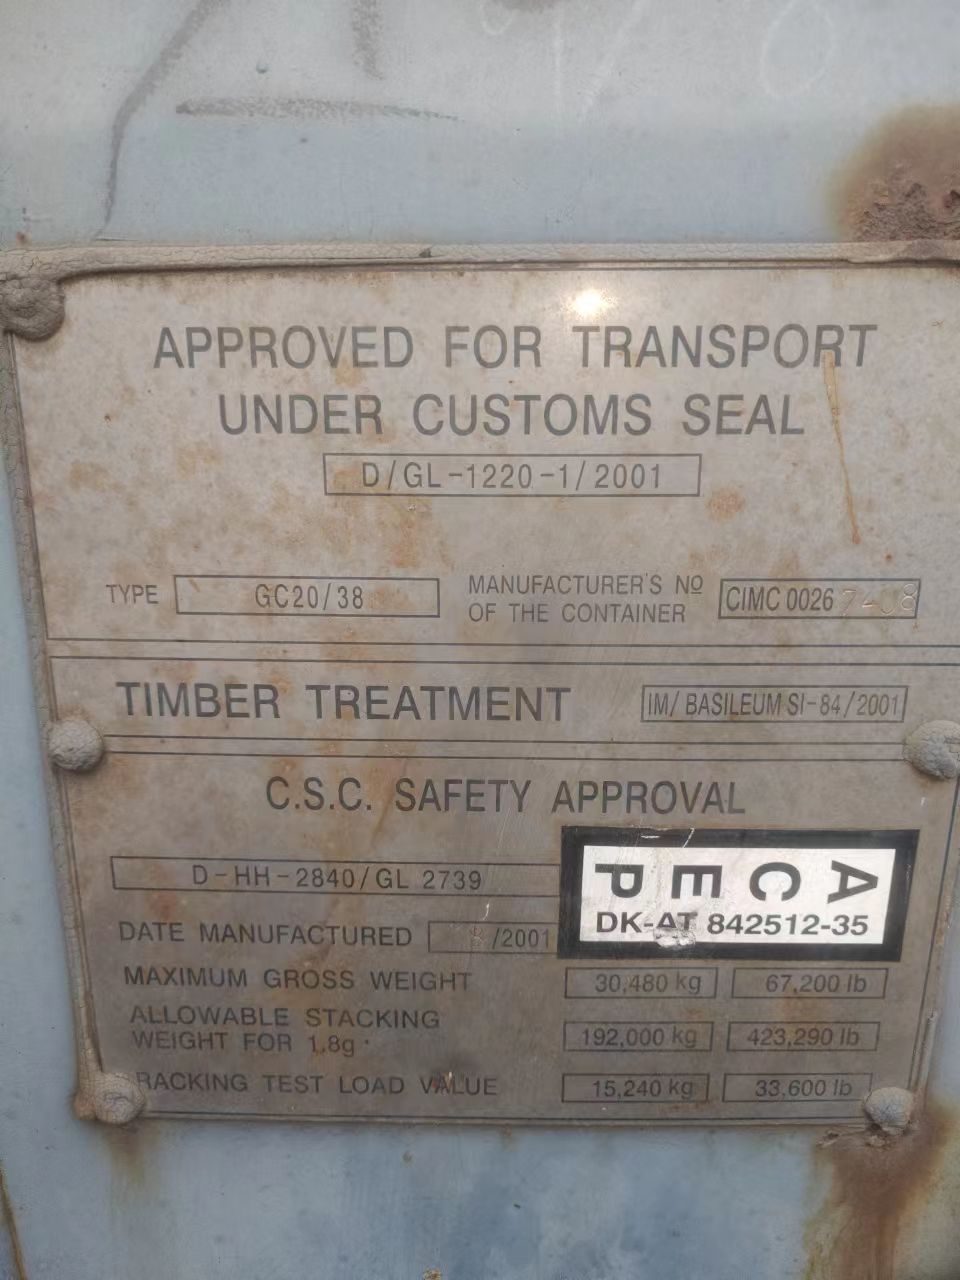 APPROVED FOR TRANSPORT
UNDER CUSTOMS SEAL
D/GL-1220-1/2001
TYPE GC20/38 MANUFACTURER'S Nº
OF THE CONTAINER CIMC 0026
TIMBER TREATMENT IM/BASILEUM SI-84/2001
C.S.C. SAFETY APPROVAL
D-HH-2840/GL 2739
ACEP
DK-AT 842512-35
DATE MANUFACTURED /2001
MAXIMUM GROSS WEIGHT 30,480 kg 67,200 lb
ALLOWABLE STACKING
WEIGHT FOR 1.8g 192,000 kg 423,290 lb
RACKING TEST LOAD VALUE 15,240 kg 33,600 lb